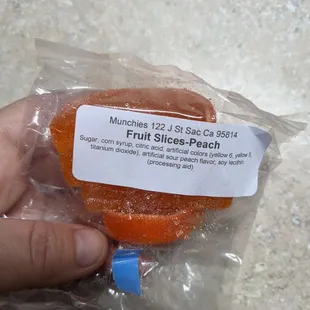 Munchies 122 J St Sac Ca 95814
Fruit Slices-Peach
Sugar, corn syrup, citric acid, artificial colors (yellow 6, yellow 5,
titanium dioxide), artificial sour peach flavor, soy lecithin
(processing aid)